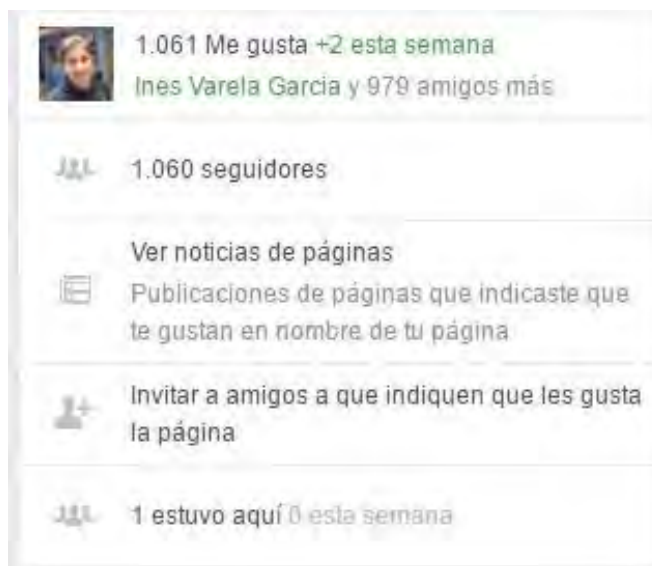 1.061 Me gusta +2 esta semana
Ines Varela Garcia y 979 amigos más
1.060 seguidores
Ver noticias de páginas
Publicaciones de páginas que indicaste que
te gustan en nombre de tu página
Invitar a amigos a que indiquen que les gusta
la página
1 estuvo aquí 0 esta semana